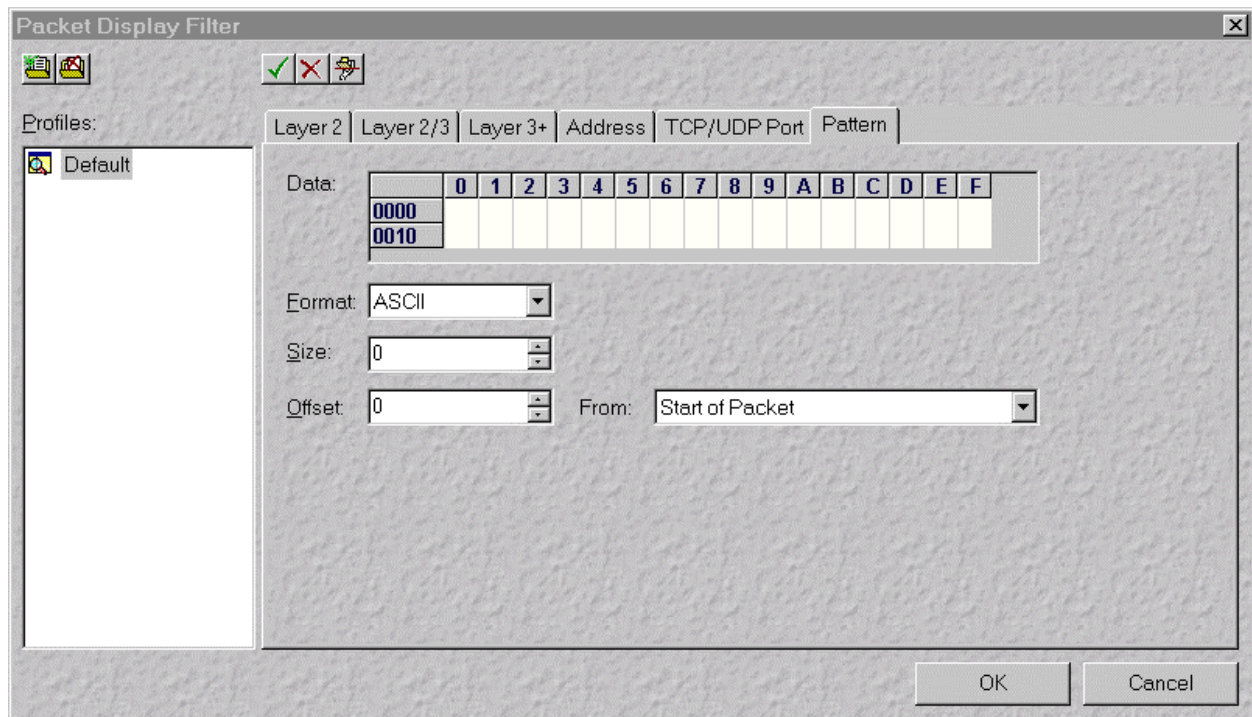 Packet Display Filter
Profiles:
Default
Layer 2 Layer 2/3 Layer 3+ Address TCP/UDP Port Pattern
Data:
0 1 2 3 4 5 6 7 8 9 A B C D E F
0000
0010
Format: ASCII
Size: 0
Offset: 0 From: Start of Packet
OK Cancel